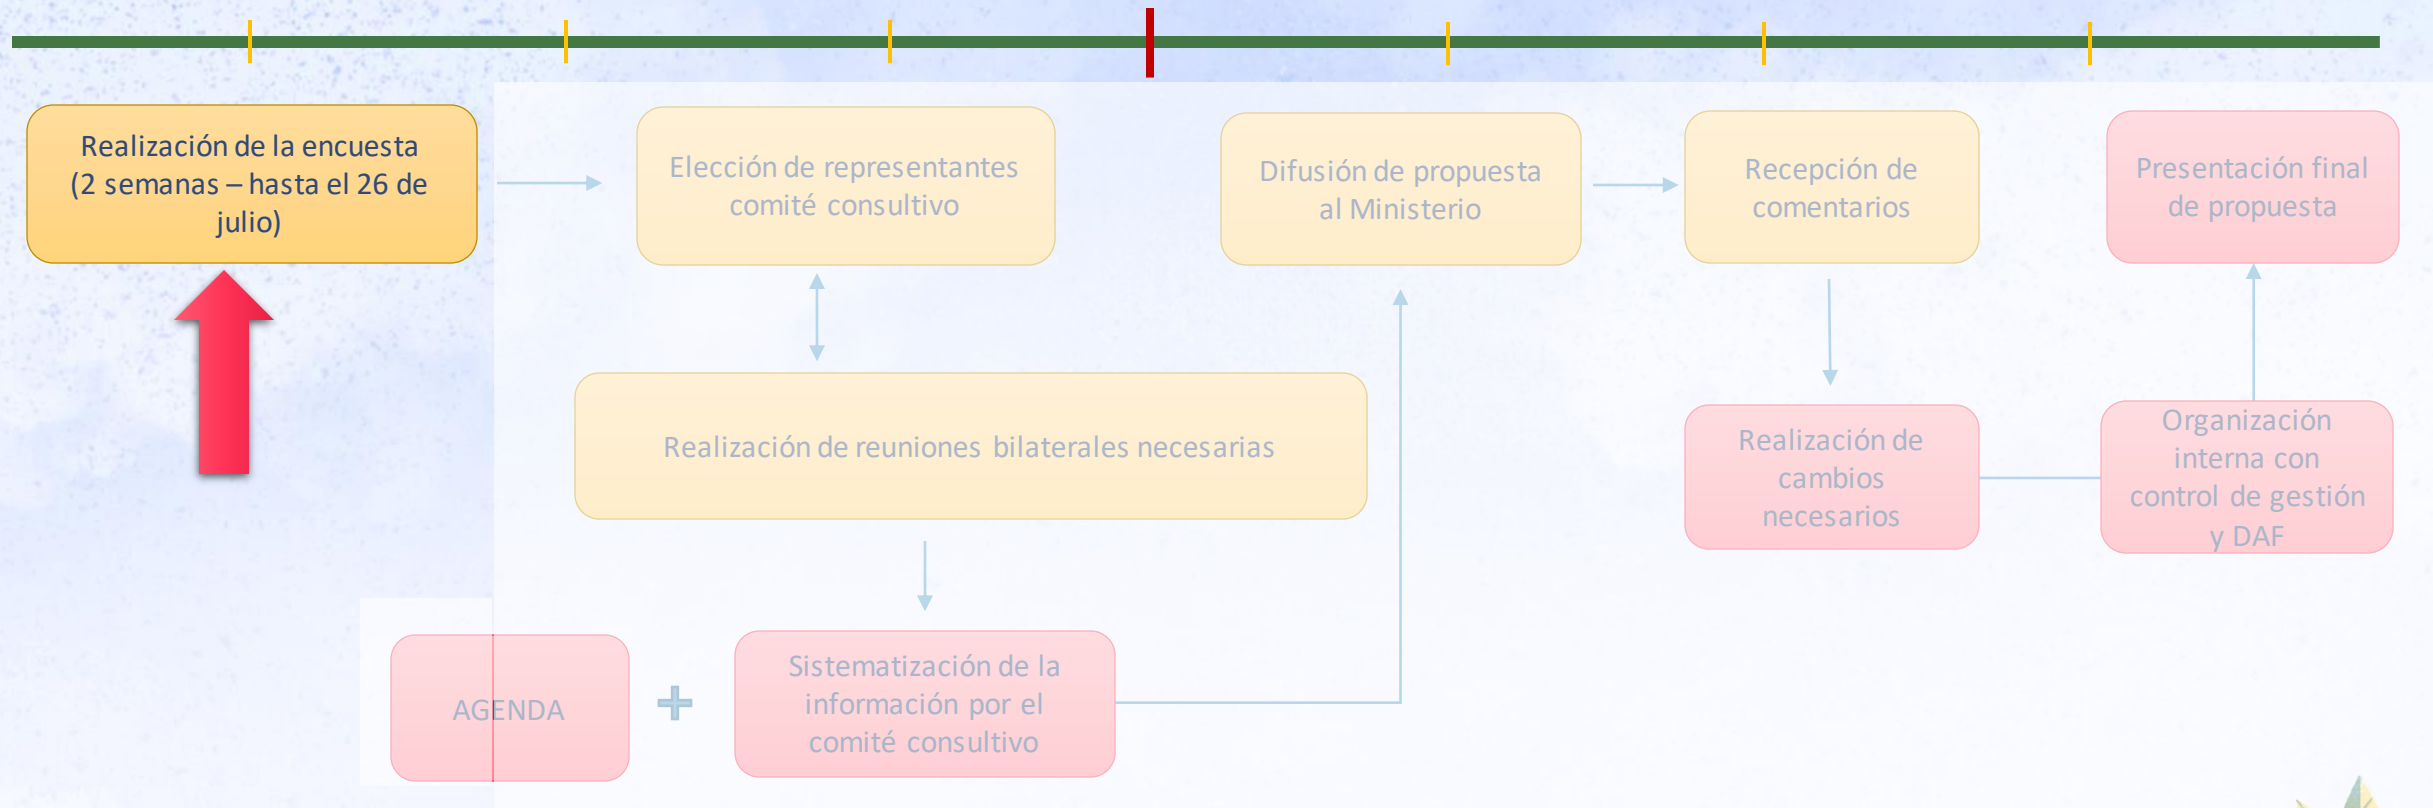 Realización de la encuesta
(2 semanas – hasta el 26 de
julio)
Elección de representantes
comité consultivo
Difusión de propuesta
al Ministerio
Recepción de
comentarios
Presentación final
de propuesta
Realización de reuniones bilaterales necesarias
Realización de
cambios
necesarios
Organización
interna con
control de gestión
y DAF
AGENDA
Sistematización de la
información por el
comité consultivo